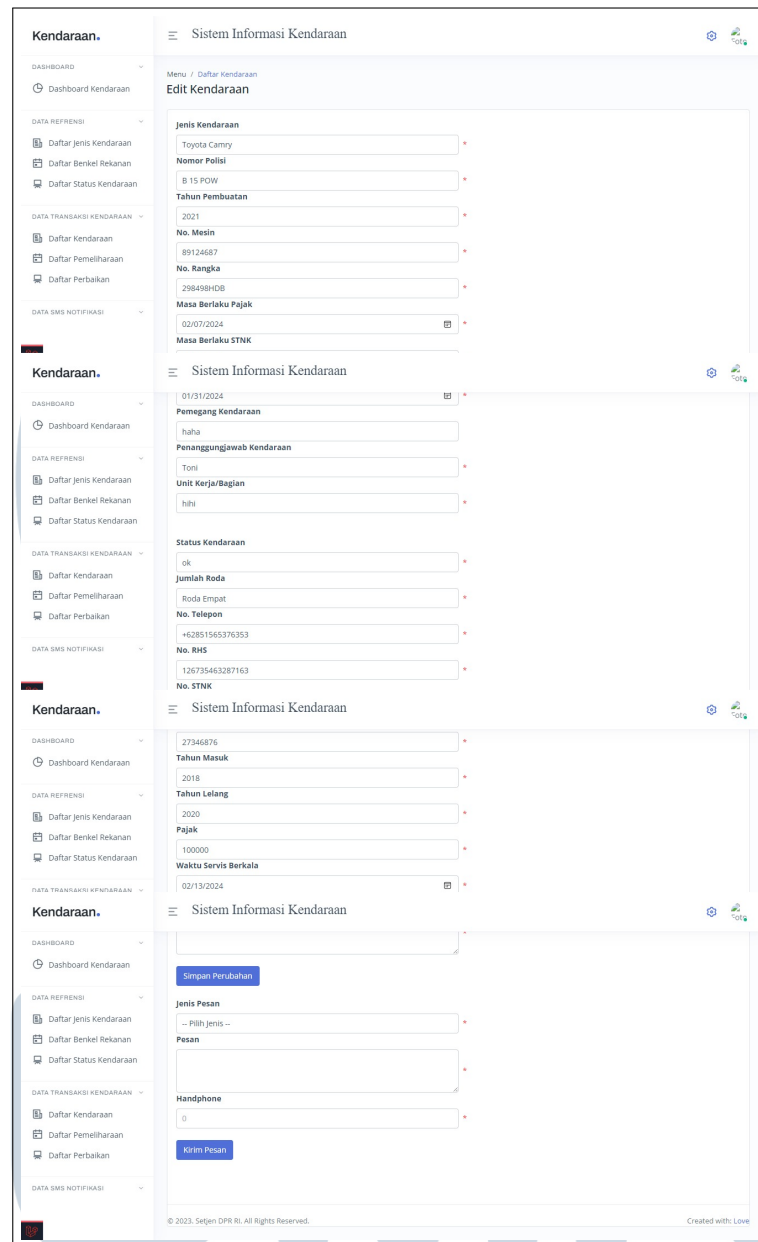 Kendaraan.
Sistem Informasi Kendaraan
Foto
DASHBOARD
Dashboard Kendaraan
DATA REFRENSI
Daftar Jenis Kendaraan
Daftar Benkel Rekanan
Daftar Status Kendaraan
DATA TRANSAKSI KENDARAAN
Daftar Kendaraan
Daftar Pemeliharaan
Daftar Perbaikan
DATA SMS NOTIFIKASI
Menu / Daftar Kendaraan
Edit Kendaraan
Jenis Kendaraan
Toyota Camry *
Nomor Polisi
B 15 POW *
Tahun Pembuatan
2021 *
No. Mesin
89124687 *
No. Rangka
298498HDB *
Masa Berlaku Pajak
02/07/2024 *
Masa Berlaku STNK
Kendaraan.
Sistem Informasi Kendaraan
Foto
DASHBOARD
Dashboard Kendaraan
DATA REFRENSI
Daftar Jenis Kendaraan
Daftar Benkel Rekanan
Daftar Status Kendaraan
DATA TRANSAKSI KENDARAAN
Daftar Kendaraan
Daftar Pemeliharaan
Daftar Perbaikan
DATA SMS NOTIFIKASI
01/31/2024 *
Pemegang Kendaraan
haha
Penanggungjawab Kendaraan
Toni *
Unit Kerja/Bagian
hihi *
Status Kendaraan
ok *
Jumlah Roda
Roda Empat *
No. Telepon
+62851565376353 *
No. RHS
126735463287163 *
No. STNK
Kendaraan.
Sistem Informasi Kendaraan
Foto
DASHBOARD
Dashboard Kendaraan
DATA REFRENSI
Daftar Jenis Kendaraan
Daftar Benkel Rekanan
Daftar Status Kendaraan
DATA TRANSAKSI KENDARAAN
27346876 *
Tahun Masuk
2018 *
Tahun Lelang
2020 *
Pajak
100000 *
Waktu Servis Berkala
02/13/2024 *
Kendaraan.
Sistem Informasi Kendaraan
Foto
DASHBOARD
Dashboard Kendaraan
DATA REFRENSI
Daftar Jenis Kendaraan
Daftar Benkel Rekanan
Daftar Status Kendaraan
DATA TRANSAKSI KENDARAAN
Daftar Kendaraan
Daftar Pemeliharaan
Daftar Perbaikan
DATA SMS NOTIFIKASI
*
Simpan Perubahan
Jenis Pesan
-- Pilih Jenis -- *
Pesan
*
Handphone
0 *
Kirim Pesan
© 2023. Setjen DPR RI. All Rights Reserved.
Created with: Love